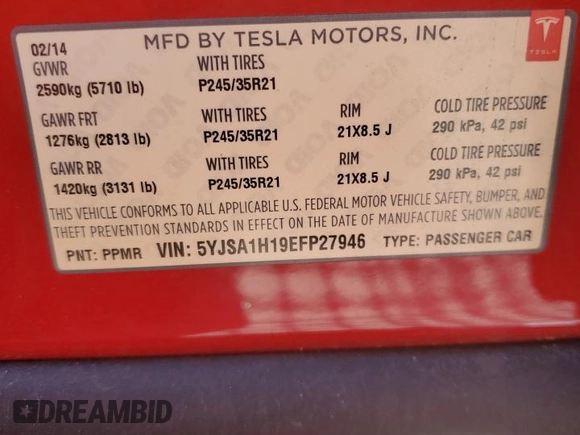 02/14 MFD BY TESLA MOTORS, INC. TESLA
GVWR WITH TIRES
2590kg (5710 lb) P245/35R21
GAWR FRT WITH TIRES RIM COLD TIRE PRESSURE
1276kg (2813 lb) P245/35R21 21X8.5 J 290 kPa, 42 psi
GAWR RR WITH TIRES RIM COLD TIRE PRESSURE
1420kg (3131 lb) P245/35R21 21X8.5 J 290 kPa, 42 psi
THIS VEHICLE CONFORMS TO ALL APPLICABLE U.S. FEDERAL MOTOR VEHICLE SAFETY, BUMPER, AND
THEFT PREVENTION STANDARDS IN EFFECT ON THE DATE OF MANUFACTURE SHOWN ABOVE.
PNT: PPMR VIN: 5YJSA1H19EFP27946 TYPE: PASSENGER CAR
DREAMBID